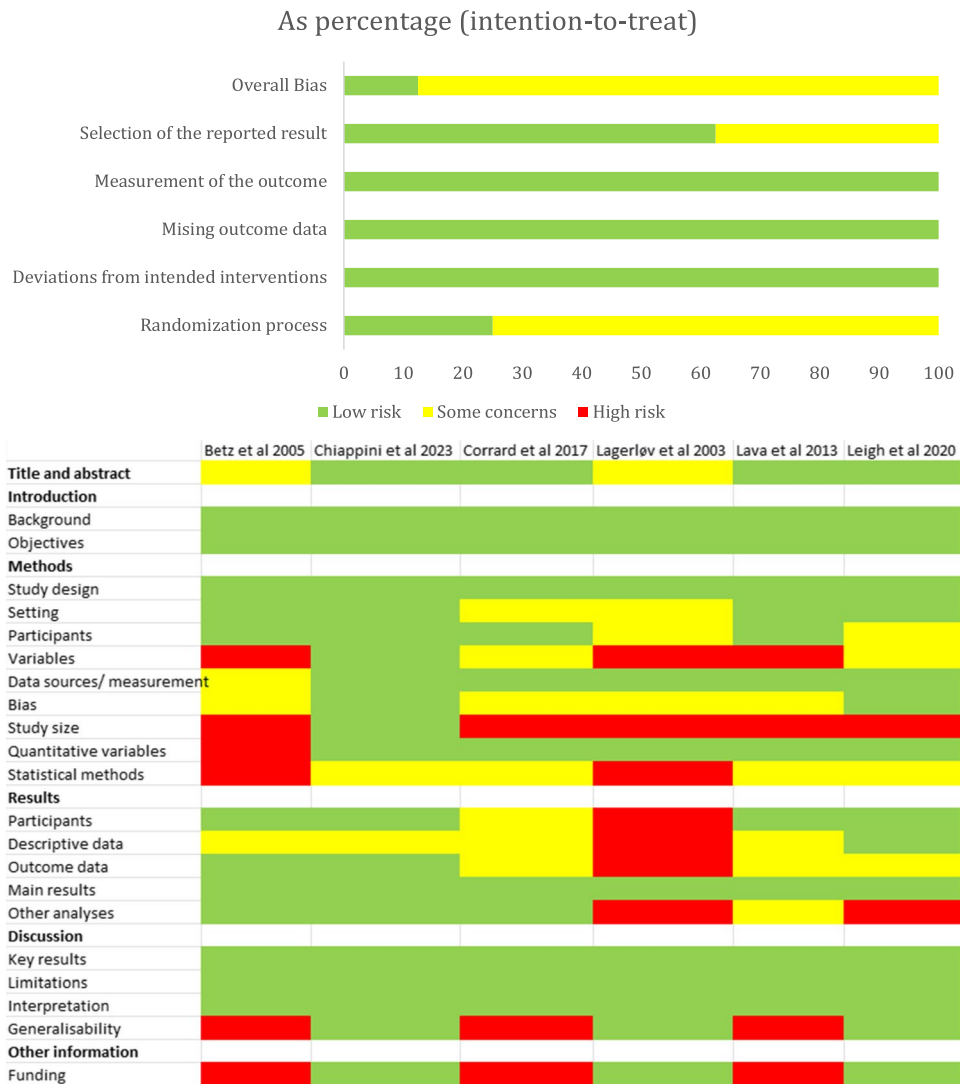 As percentage (intention-to-treat)
Overall Bias
Selection of the reported result
Measurement of the outcome
Mising outcome data
Deviations from intended interventions
Randomization process
0 10 20 30 40 50 60 70 80 90 100
Low risk Some concerns High risk
Betz et al 2005 Chiappini et al 2023 Corrard et al 2017 Lagerløv et al 2003 Lava et al 2013 Leigh et al 2020
Title and abstract
Introduction
Background
Objectives
Methods
Study design
Setting
Participants
Variables
Data sources/ measurement
Bias
Study size
Quantitative variables
Statistical methods
Results
Participants
Descriptive data
Outcome data
Main results
Other analyses
Discussion
Key results
Limitations
Interpretation
Generalisability
Other information
Funding